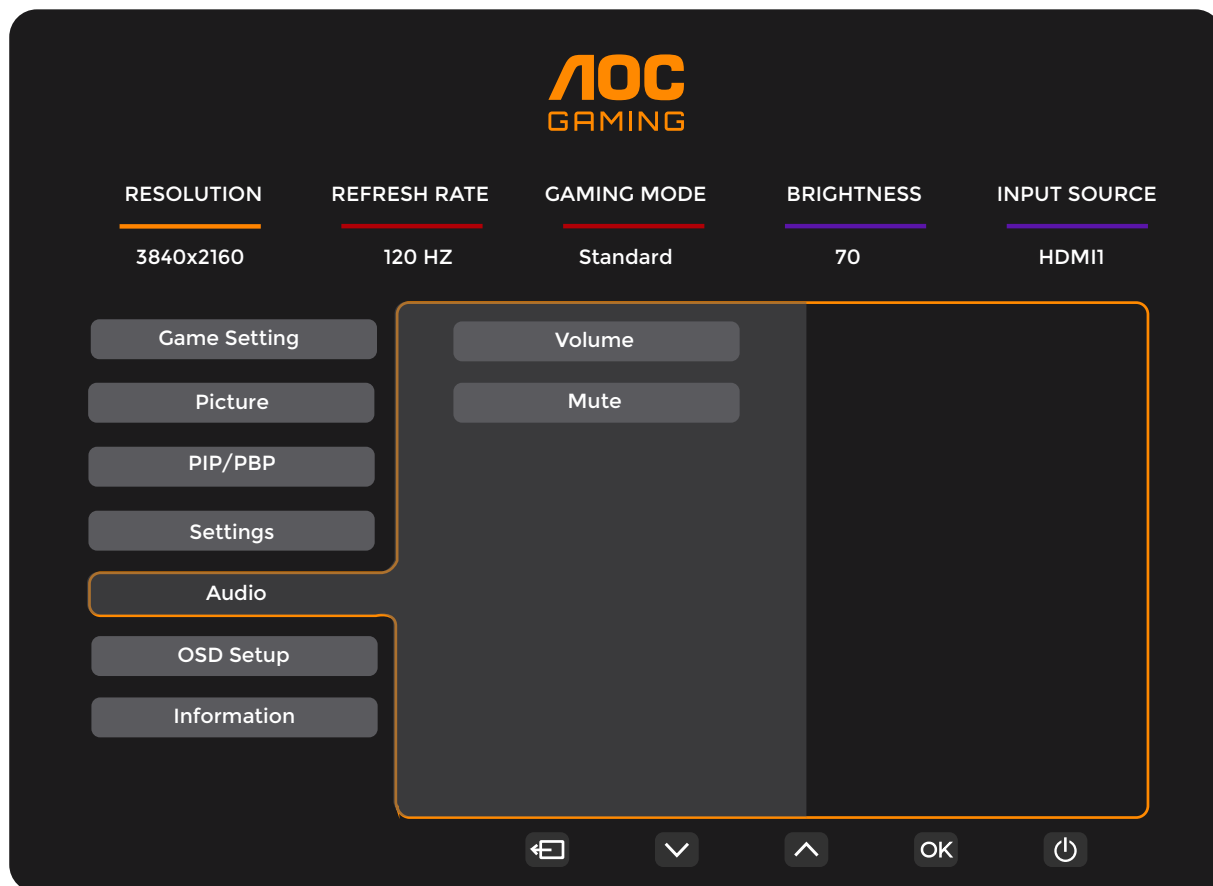 AOC
GAMING
RESOLUTION REFRESH RATE GAMING MODE BRIGHTNESS INPUT SOURCE
3840x2160 120 HZ Standard 70 HDMI1
Game Setting Volume
Picture Mute
PIP/PBP
Settings
Audio
OSD Setup
Information
OK